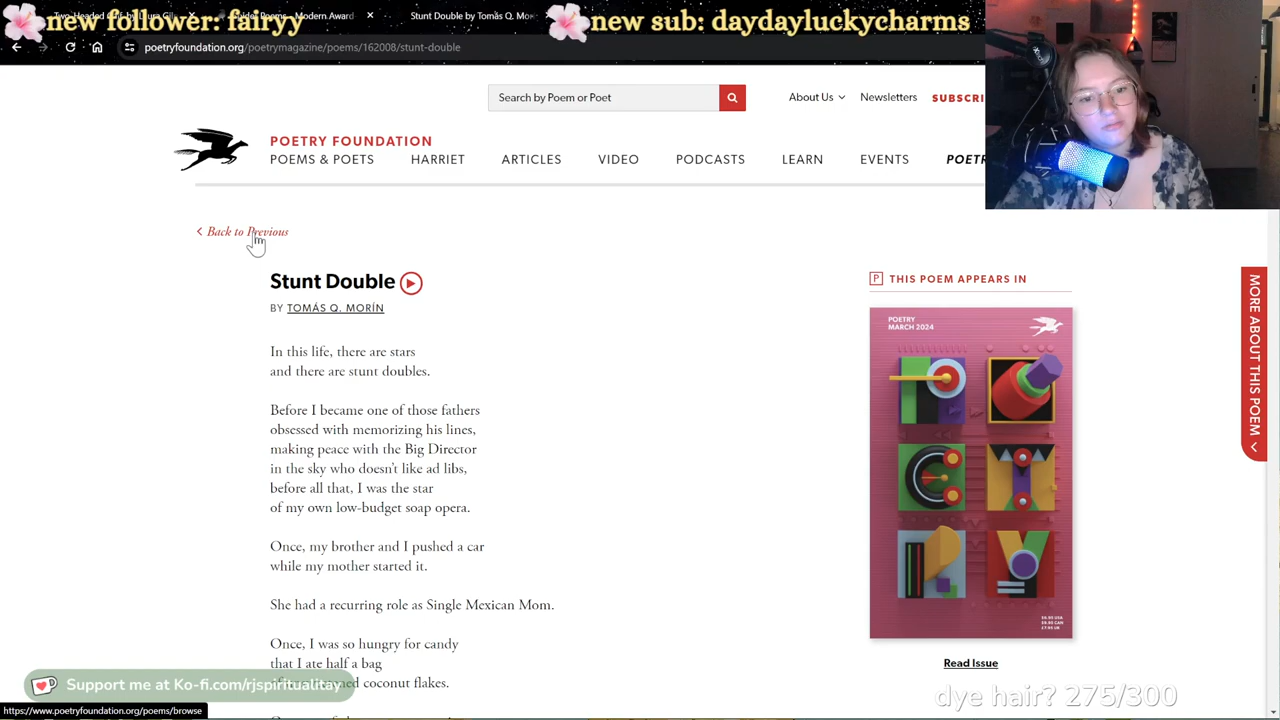 new follower: fairyy
new sub: daydayluckycharms
Stunt Double by Tomás Q. Mo
poetryfoundation.org/poetrymagazine/poems/162008/stunt-double
Search by Poem or Poet
About Us
Newsletters
SUBSCRI
POETRY FOUNDATION
POEMS & POETS
HARRIET
ARTICLES
VIDEO
PODCASTS
LEARN
EVENTS
POETR
Back to Previous
Stunt Double
BY TOMÁS Q. MORÍN
In this life, there are stars
and there are stunt doubles.
Before I became one of those fathers
obsessed with memorizing his lines,
making peace with the Big Director
in the sky who doesn't like ad libs,
before all that, I was the star
of my own low-budget soap opera.
Once, my brother and I pushed a car
while my mother started it.
She had a recurring role as Single Mexican Mom.
Once, I was so hungry for candy
that I ate half a bag
coconut flakes.
P THIS POEM APPEARS IN
POETRY
MARCH 2024
Read Issue
MORE ABOUT THIS POEM
Support me at Ko-fi.com/rjspiritualitay
https://www.poetryfoundation.org/poems/browse
dye hair? 275/300